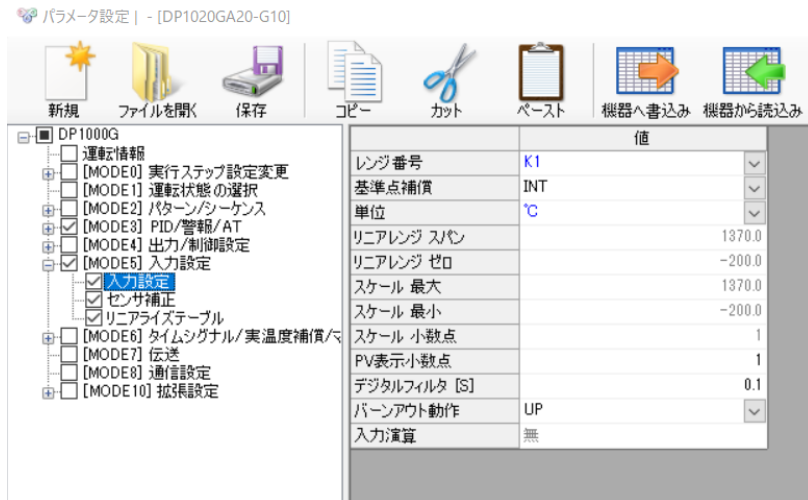 パラメータ設定 | - [DP1020GA20-G10]
新規 ファイルを開く 保存 コピー カット ペースト 機器へ書込み 機器から読込み
DP1000G
運転情報
[MODE0] 実行ステップ設定変更
[MODE1] 運転状態の選択
[MODE2] パターン/シーケンス
[MODE3] PID/警報/AT
[MODE4] 出力/制御設定
[MODE5] 入力設定
入力設定
センサ補正
リニアライズテーブル
[MODE6] タイムシグナル/実温度補償/
[MODE7] 伝送
[MODE8] 通信設定
[MODE10] 拡張設定
値
レンジ番号 K1
基準点補償 INT
単位 ℃
リニアレンジ スパン 1370.0
リニアレンジ ゼロ -200.0
スケール 最大 1370.0
スケール 最小 -200.0
スケール 小数点 1
PV表示小数点 1
デジタルフィルタ [S] 0.1
バーンアウト動作 UP
入力演算 無